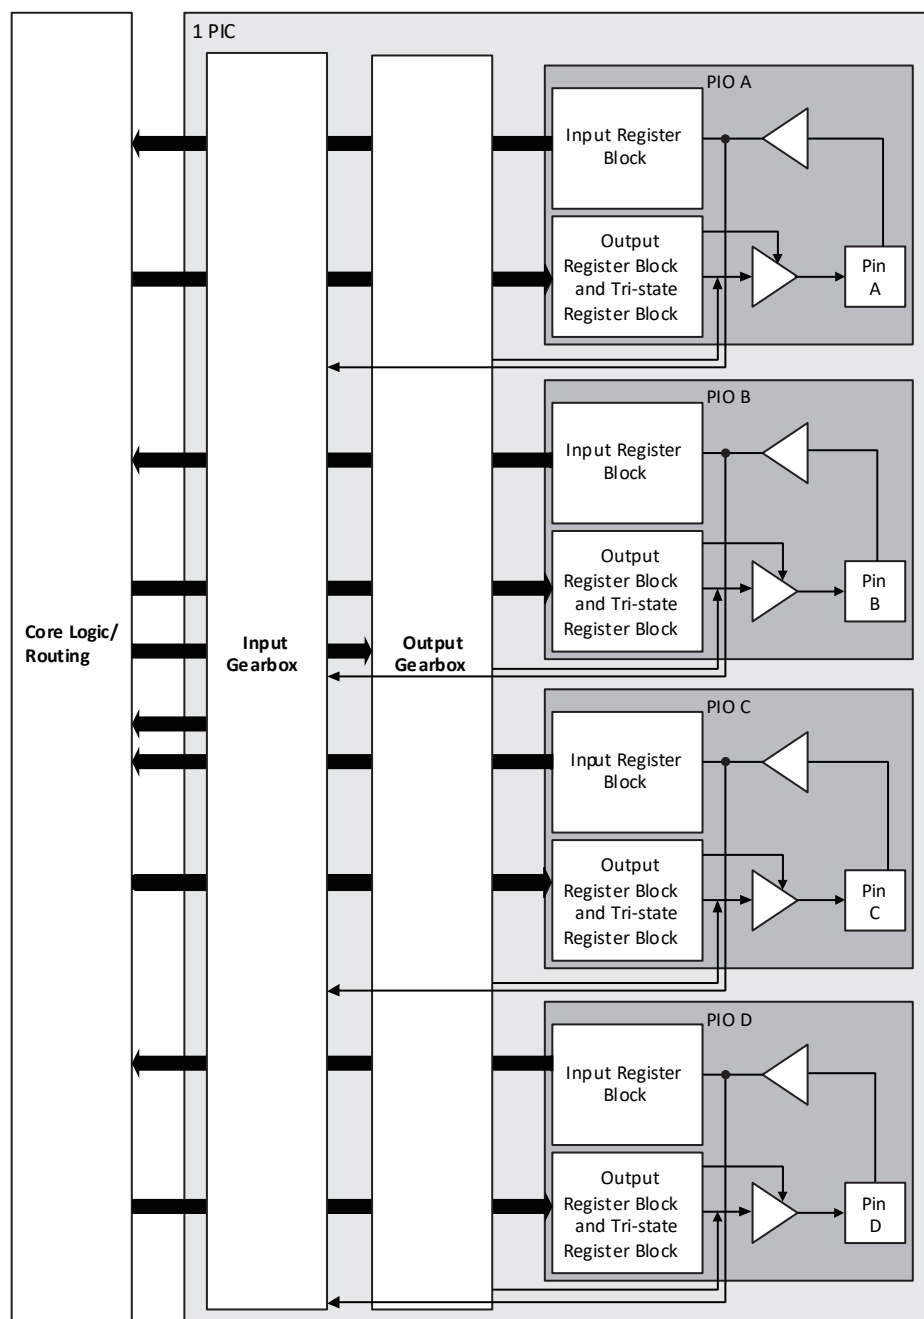 1 PIC
PIO A
Input Register
Block
Output
Register Block
and Tri-state
Register Block
Pin
A
PIO B
Input Register
Block
Output
Register Block
and Tri-state
Register Block
Pin
B
Core Logic/
Routing
Input
Gearbox
Output
Gearbox
PIO C
Input Register
Block
Output
Register Block
and Tri-state
Register Block
Pin
C
PIO D
Input Register
Block
Output
Register Block
and Tri-state
Register Block
Pin
D